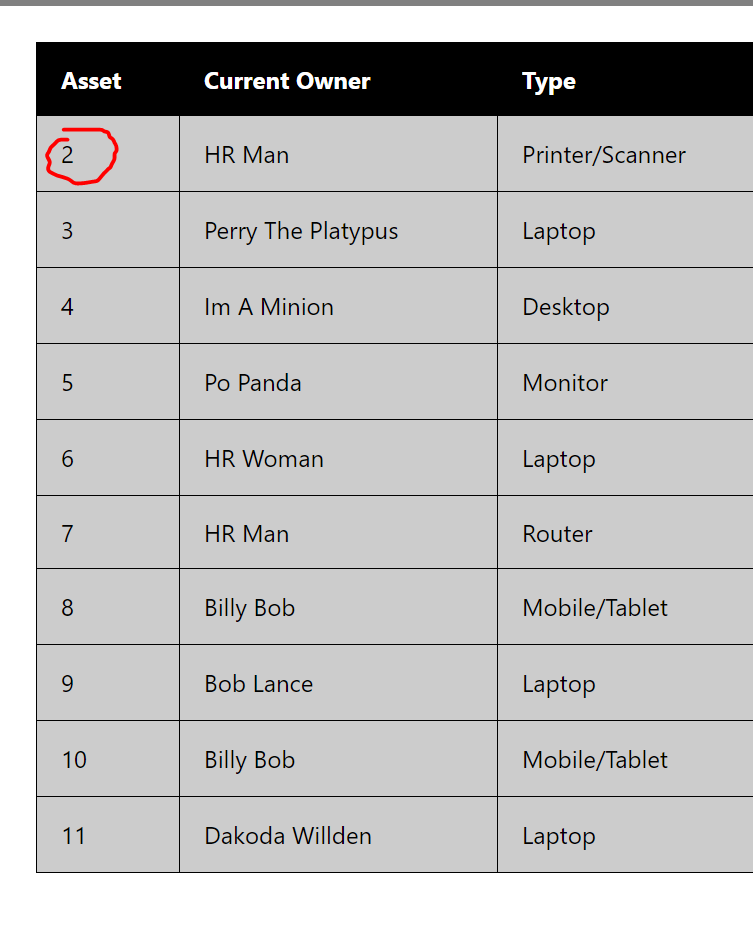 Asset Current Owner Type
2 HR Man Printer/Scanner
3 Perry The Platypus Laptop
4 Im A Minion Desktop
5 Po Panda Monitor
6 HR Woman Laptop
7 HR Man Router
8 Billy Bob Mobile/Tablet
9 Bob Lance Laptop
10 Billy Bob Mobile/Tablet
11 Dakoda Willden Laptop